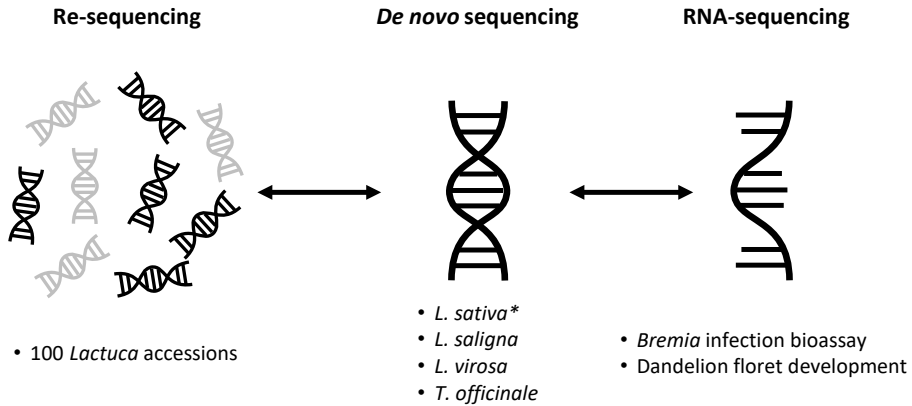 Re-sequencing
De novo sequencing
RNA-sequencing
• 100 Lactuca accessions
• L. sativa*
• L. saligna
• L. virosa
• T. officinale
• Bremia infection bioassay
• Dandelion floret development